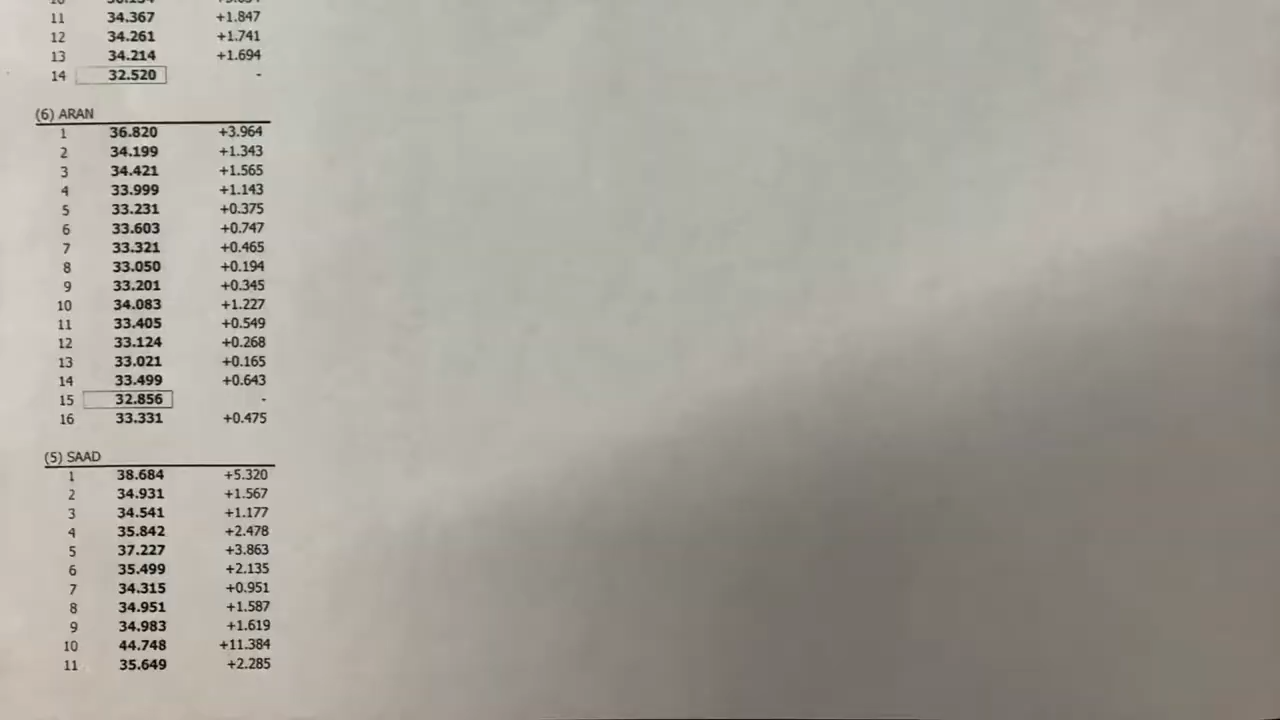 11 34.367 +1.847
12 34.261 +1.741
13 34.214 +1.694
14 32.520 -
(6) ARAN
1 36.820 +3.964
2 34.199 +1.343
3 34.421 +1.565
4 33.999 +1.143
5 33.231 +0.375
6 33.603 +0.747
7 33.321 +0.465
8 33.050 +0.194
9 33.201 +0.345
10 34.083 +1.227
11 33.405 +0.549
12 33.124 +0.268
13 33.021 +0.165
14 33.499 +0.643
15 32.856 -
16 33.331 +0.475
(5) SAAD
1 38.684 +5.320
2 34.931 +1.567
3 34.541 +1.177
4 35.842 +2.478
5 37.227 +3.863
6 35.499 +2.135
7 34.315 +0.951
8 34.951 +1.587
9 34.983 +1.619
10 44.748 +11.384
11 35.649 +2.285